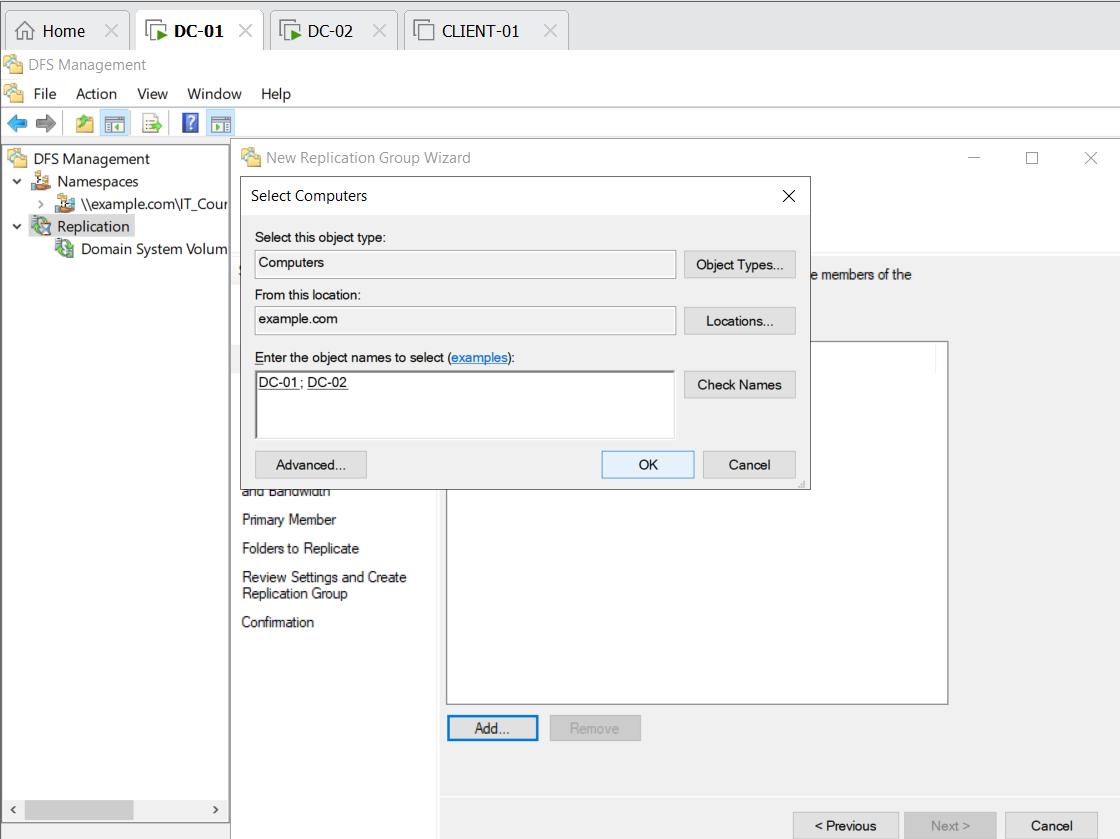 Home
DC-01
DC-02
CLIENT-01
DFS Management
File Action View Window Help
DFS Management
Namespaces
\\example.com\IT_Cour
Replication
Domain System Volum
New Replication Group Wizard
Select Computers
Select this object type:
Computers
Object Types...
From this location:
example.com
Locations...
Enter the object names to select (examples):
DC-01; DC-02
Check Names
Advanced...
OK
Cancel
e members of the
and Bandwidth
Primary Member
Folders to Replicate
Review Settings and Create
Replication Group
Confirmation
Add...
Remove
< Previous
Next >
Cancel